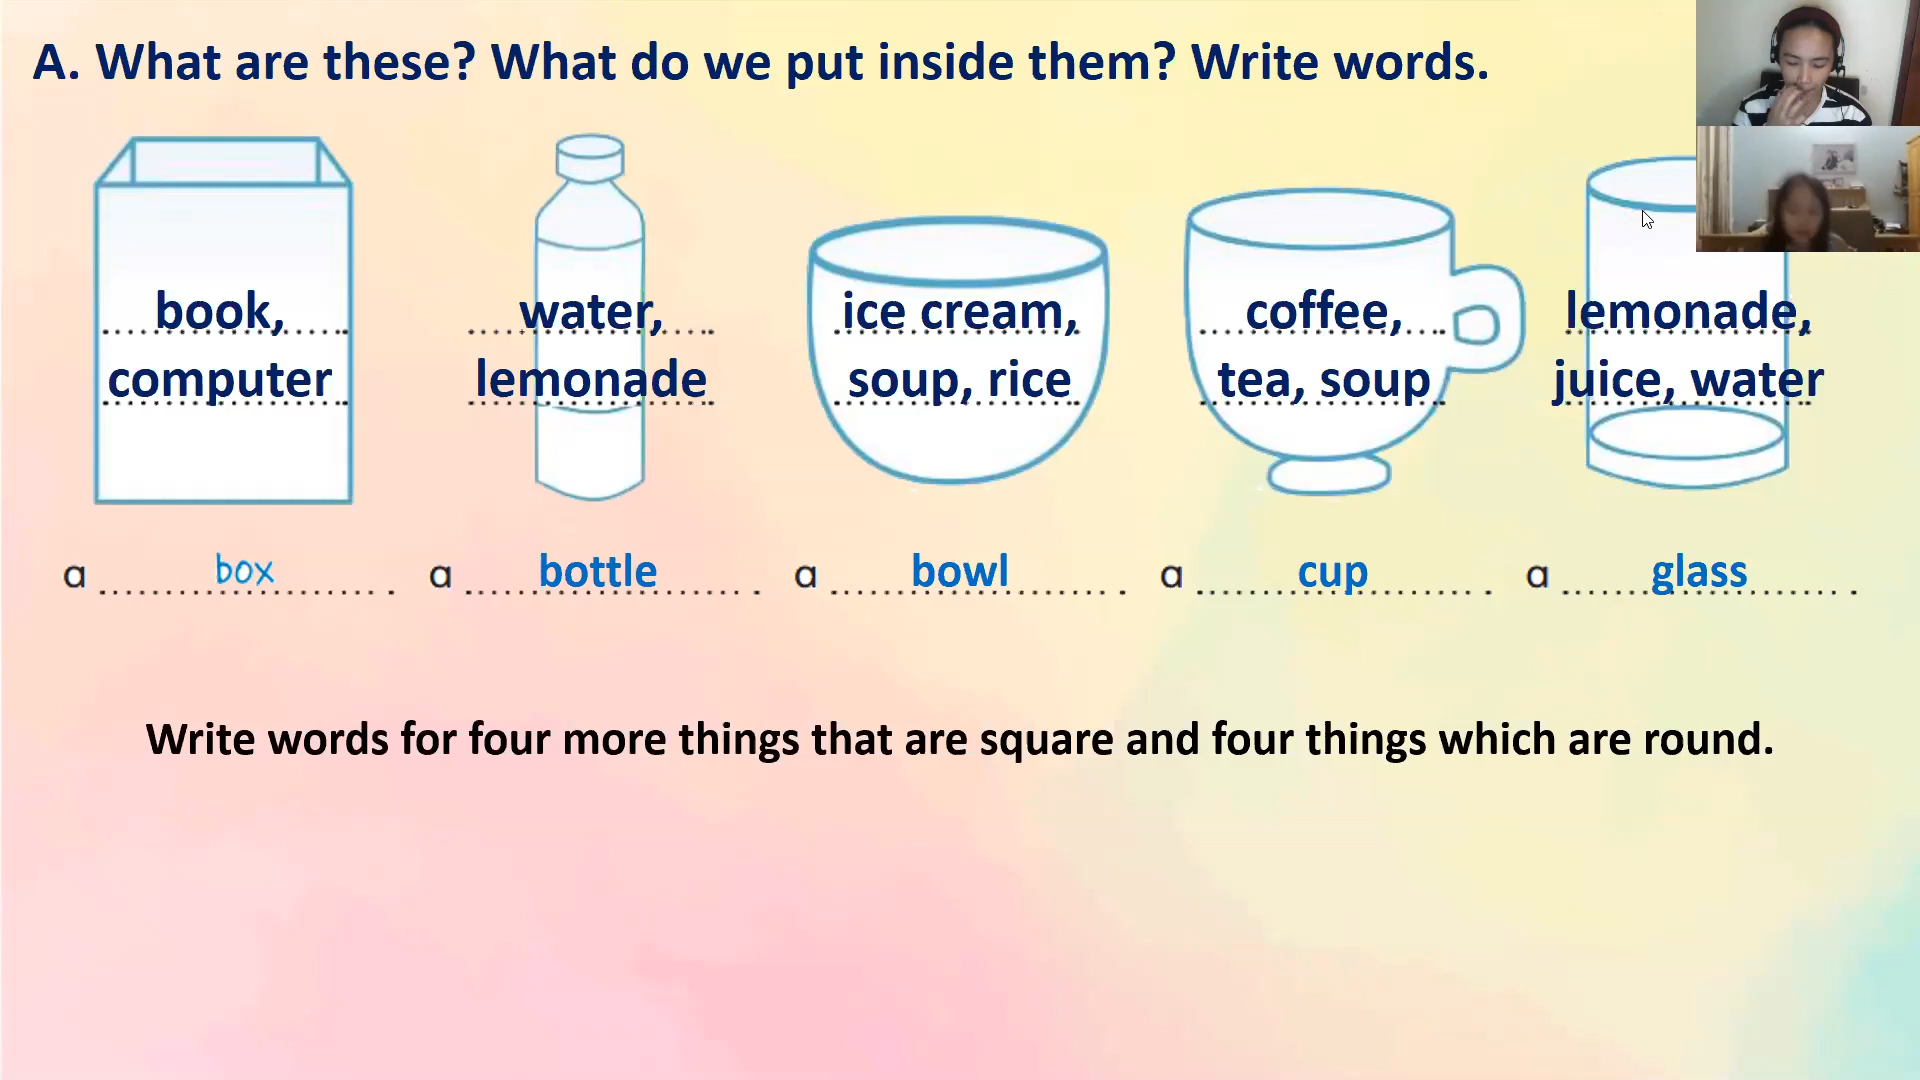 A. What are these? What do we put inside them? Write words.
book,
computer
water,
lemonade
ice cream,
soup, rice
coffee,
tea, soup
lemonade,
juice, water
a box.
a bottle.
a bowl.
a cup.
a glass.
Write words for four more things that are square and four things which are round.